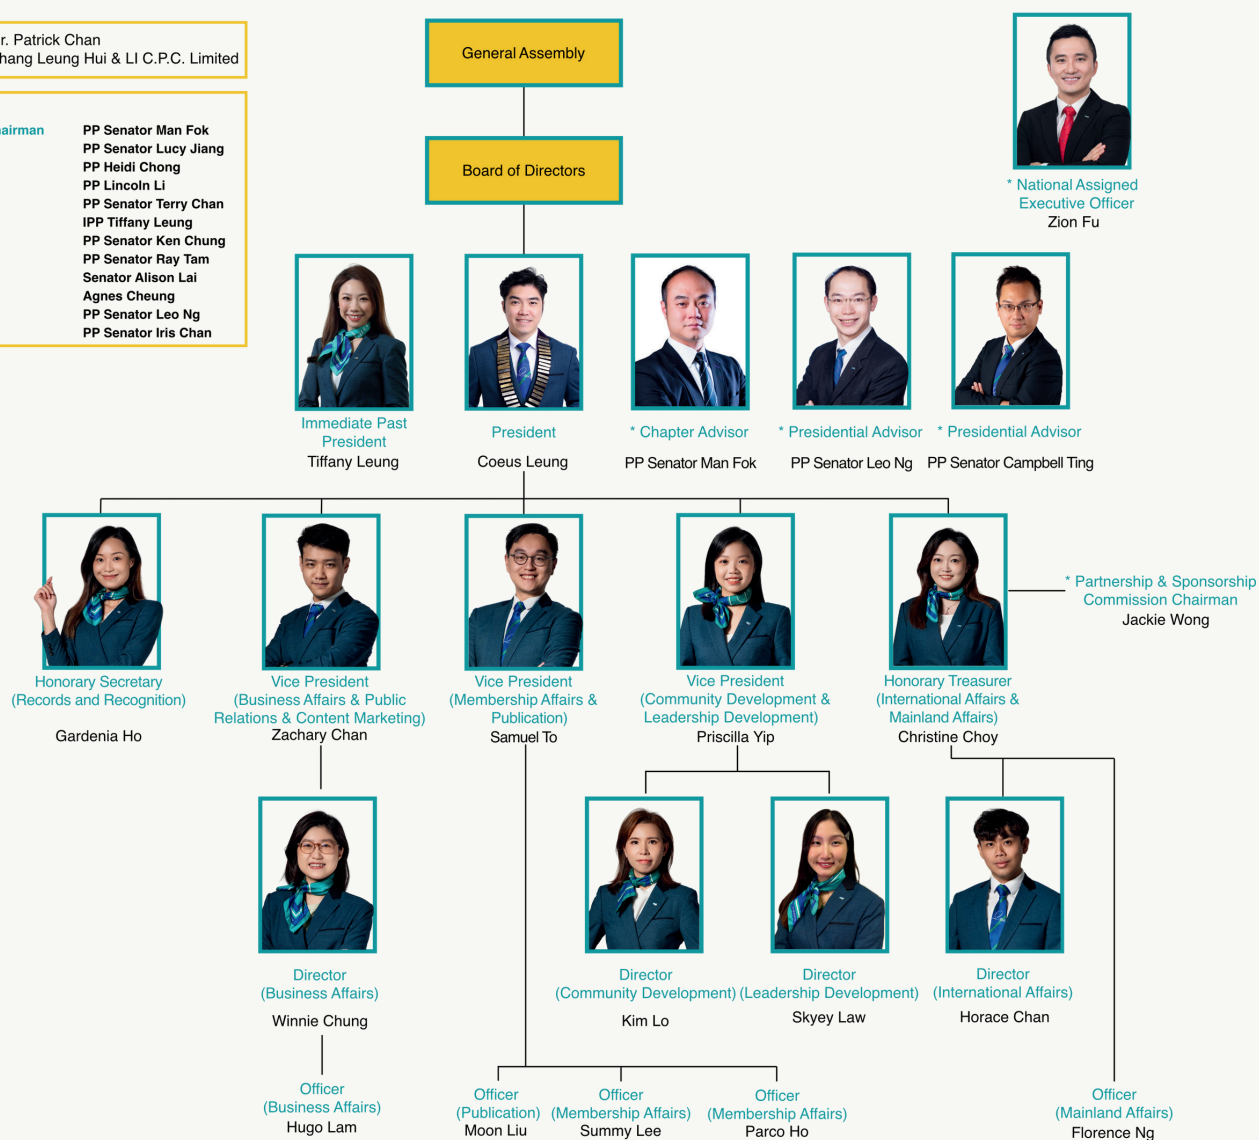 r. Patrick Chan
hang Leung Hui & LI C.P.C. Limited
General Assembly
hairman
PP Senator Man Fok
PP Senator Lucy Jiang
PP Heidi Chong
PP Lincoln Li
PP Senator Terry Chan
IPP Tiffany Leung
PP Senator Ken Chung
PP Senator Ray Tam
Senator Alison Lai
Agnes Cheung
PP Senator Leo Ng
PP Senator Iris Chan
Board of Directors
* National Assigned
Executive Officer
Zion Fu
Immediate Past
President
Tiffany Leung
President
Coeus Leung
* Chapter Advisor
PP Senator Man Fok
* Presidential Advisor
PP Senator Leo Ng
* Presidential Advisor
PP Senator Campbell Ting
* Partnership & Sponsorship
Commission Chairman
Jackie Wong
Honorary Secretary
(Records and Recognition)
Gardenia Ho
Vice President
(Business Affairs & Public
Relations & Content Marketing)
Zachary Chan
Vice President
(Membership Affairs &
Publication)
Samuel To
Vice President
(Community Development &
Leadership Development)
Priscilla Yip
Honorary Treasurer
(International Affairs &
Mainland Affairs)
Christine Choy
Director
(Business Affairs)
Winnie Chung
Director
(Community Development)
Kim Lo
Director
(Leadership Development)
Skyey Law
Director
(International Affairs)
Horace Chan
Officer
(Business Affairs)
Hugo Lam
Officer
(Publication)
Moon Liu
Officer
(Membership Affairs)
Summy Lee
Officer
(Membership Affairs)
Parco Ho
Officer
(Mainland Affairs)
Florence Ng